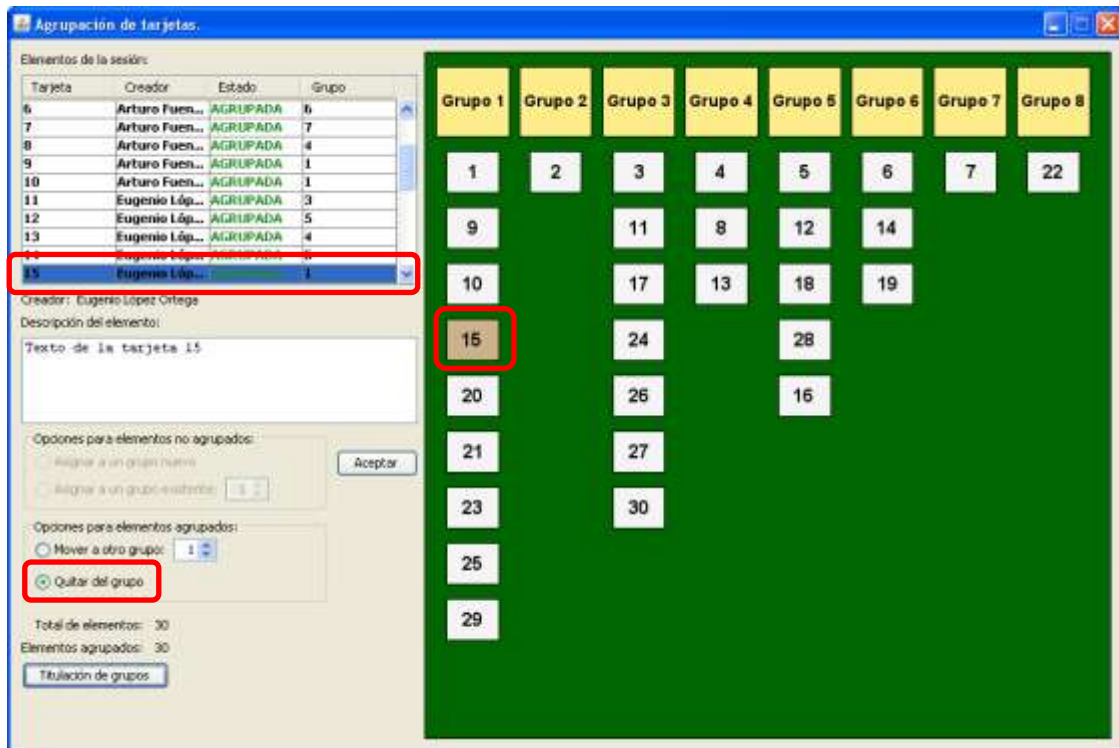 Agrupación de tarjetas.
Elementos de la sesión:
Tarjeta Creador Estado Grupo
6 Arturo Fuen... AGRUPADA 6
7 Arturo Fuen... AGRUPADA 7
8 Arturo Fuen... AGRUPADA 4
9 Arturo Fuen... AGRUPADA 1
10 Arturo Fuen... AGRUPADA 1
11 Eugenio Lóp... AGRUPADA 3
12 Eugenio Lóp... AGRUPADA 5
13 Eugenio Lóp... AGRUPADA 4
14 Eugenio Lóp... AGRUPADA
15 Eugenio Lóp... 1
Creador: Eugenio López Ortega
Descripción del elemento:
Texto de la tarjeta 15
Opciones para elementos no agrupados:
Asignar a un grupo nuevo
Asignar a un grupo existente: 1
Aceptar
Opciones para elementos agrupados:
Mover a otro grupo: 1
Quitar del grupo
Total de elementos: 30
Elementos agrupados: 30
Titulación de grupos
Grupo 1 Grupo 2 Grupo 3 Grupo 4 Grupo 5 Grupo 6 Grupo 7 Grupo 8
1 2 3 4 5 6 7 22
9 11 8 12 14
10 17 13 18 19
15 24 28
20 26 16
21 27
23 30
25
29